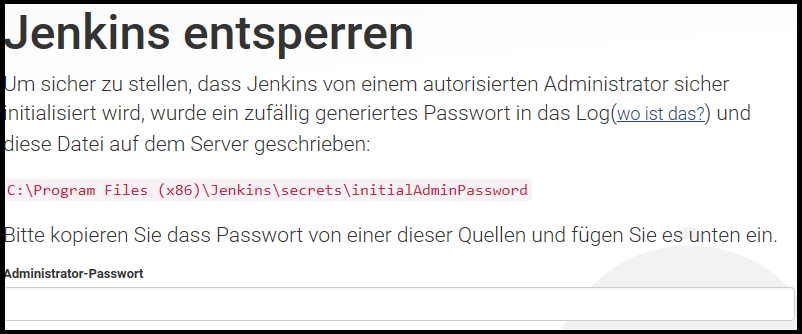 Jenkins entsperren
Um sicher zu stellen, dass Jenkins von einem autorisierten Administrator sicher
initialisiert wird, wurde ein zufällig generiertes Passwort in das Log(wo ist das?) und
diese Datei auf dem Server geschrieben:
C:\Program Files (x86)\Jenkins\secrets\initialAdminPassword
Bitte kopieren Sie dass Passwort von einer dieser Quellen und fügen Sie es unten ein.
Administrator-Passwort